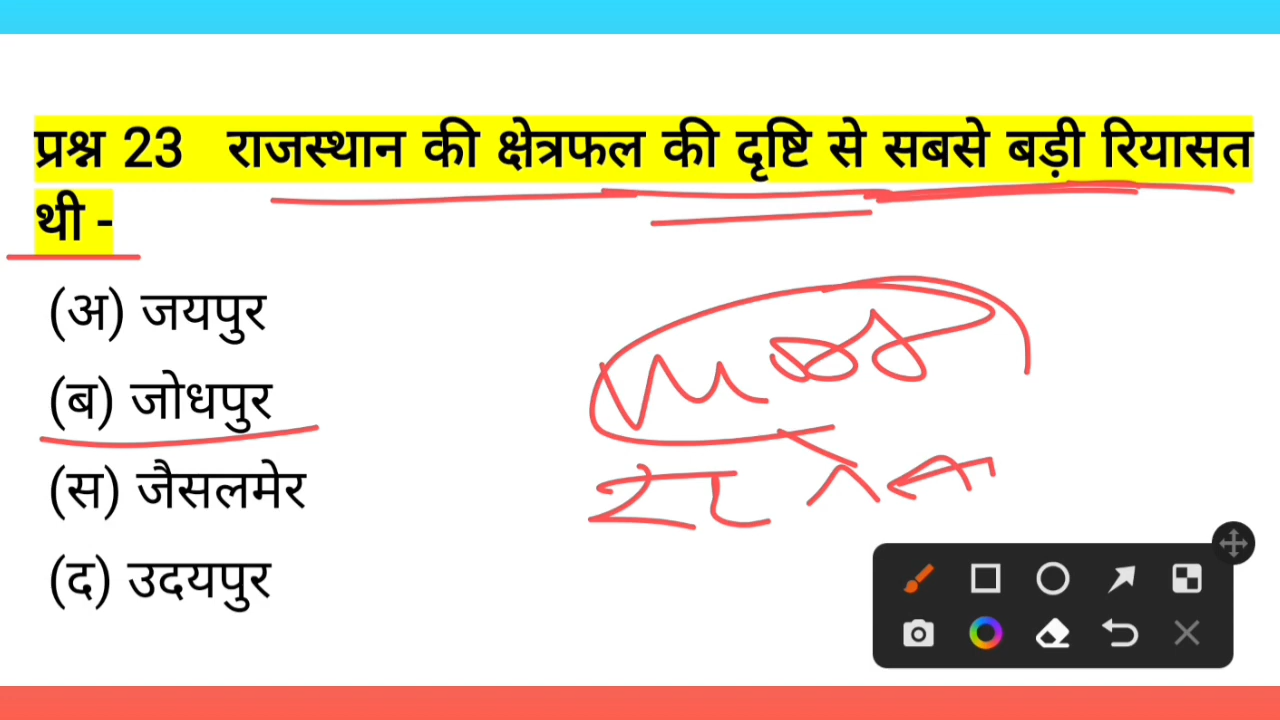 प्रश्न 23 राजस्थान की क्षेत्रफल की दृष्टि से सबसे बड़ी रियासत
थी -
(अ) जयपुर
(ब) जोधपुर
(स) जैसलमेर
(द) उदयपुर